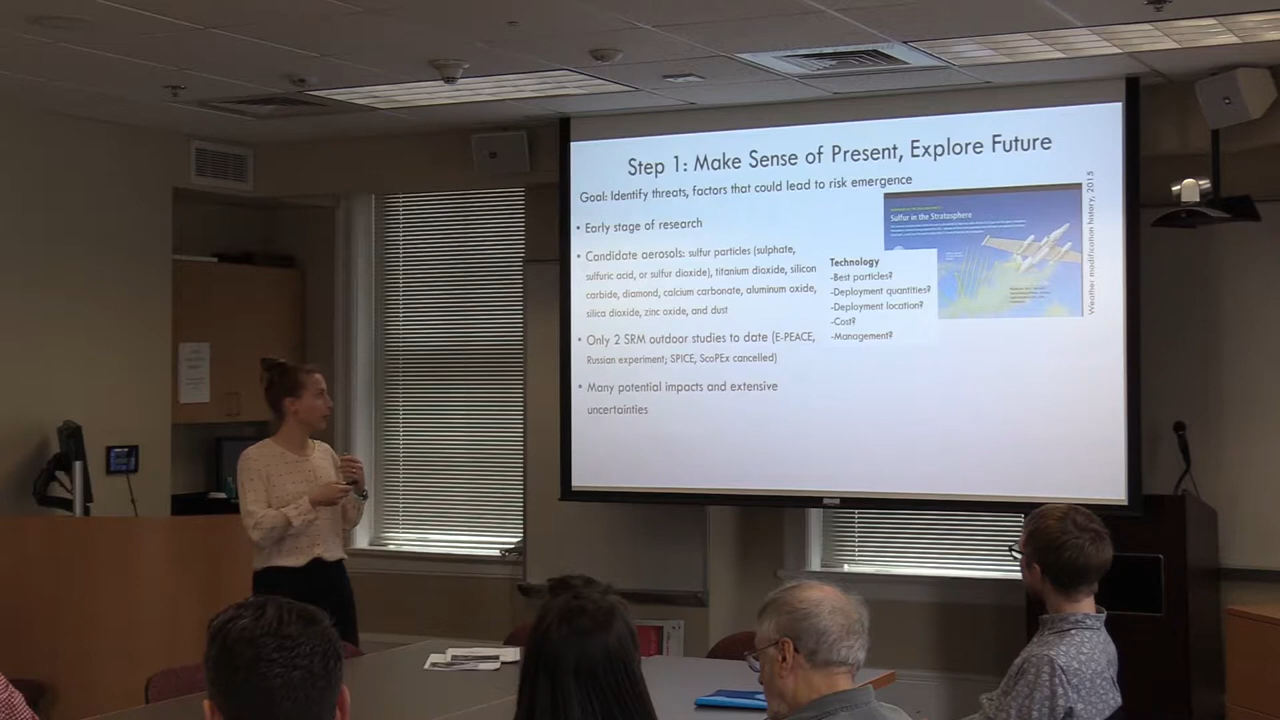 Step 1: Make Sense of Present, Explore Future
Goal: Identify threats, factors that could lead to risk emergence
• Early stage of research
• Candidate aerosols: sulfur particles (sulphate,
sulfuric acid, or sulfur dioxide), titanium dioxide, silicon
carbide, diamond, calcium carbonate, aluminum oxide,
silica dioxide, zinc oxide, and dust
• Only 2 SRM outdoor studies to date (E-PEACE,
Russian experiment; SPICE, ScoPEx cancelled)
• Many potential impacts and extensive
uncertainties
Sulfur in the Stratosphere
Technology
-Best particles?
-Deployment quantities?
-Deployment location?
-Cost?
-Management?
Weather modification history, 2015